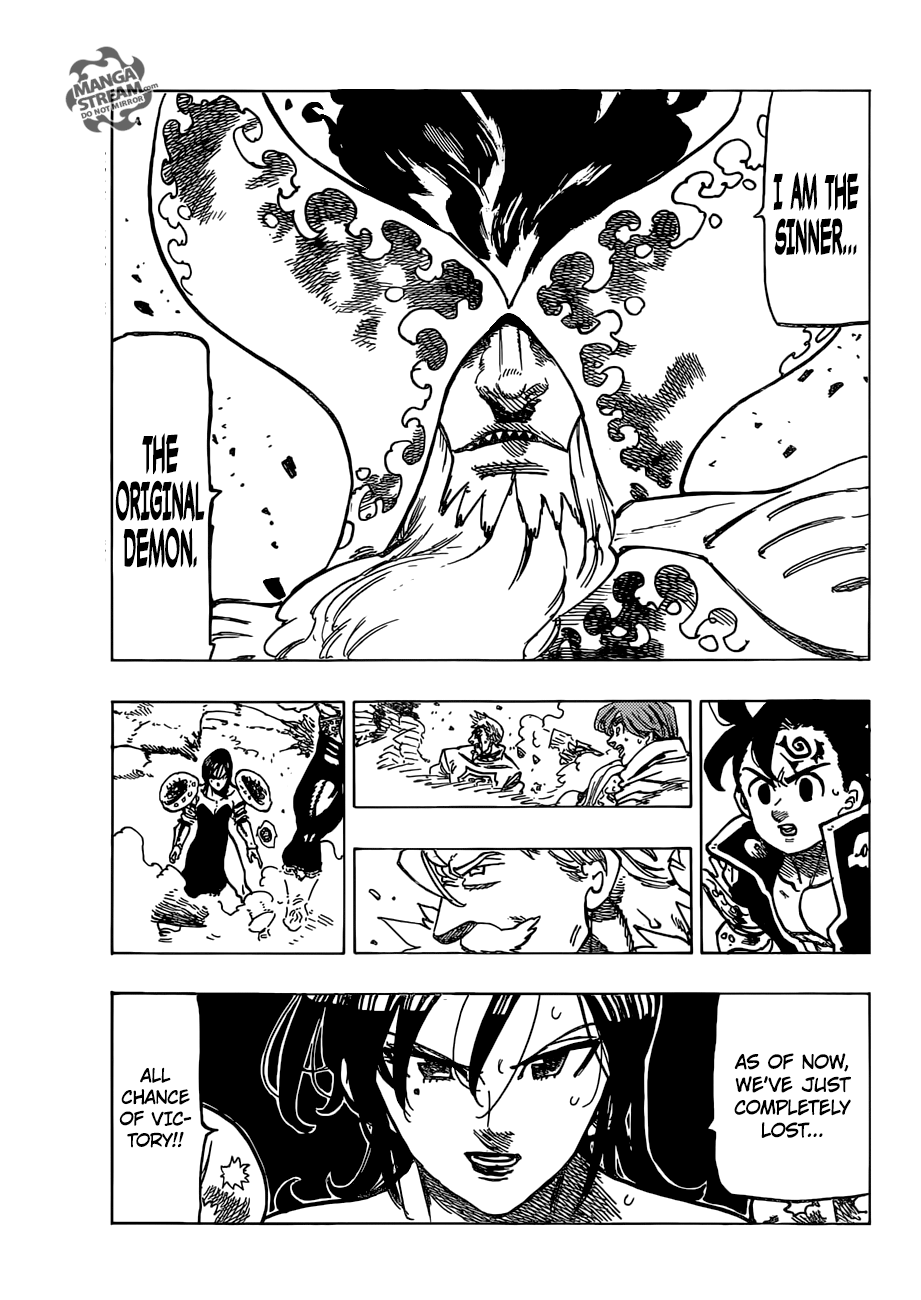 MANGA
STREAM.com
DO NOT MIRROR
I AM THE
SINNER...
THE
ORIGINAL
DEMON.
AS OF NOW,
WE'VE JUST
COMPLETELY
LOST...
ALL
CHANCE
OF VIC-
TORY!!